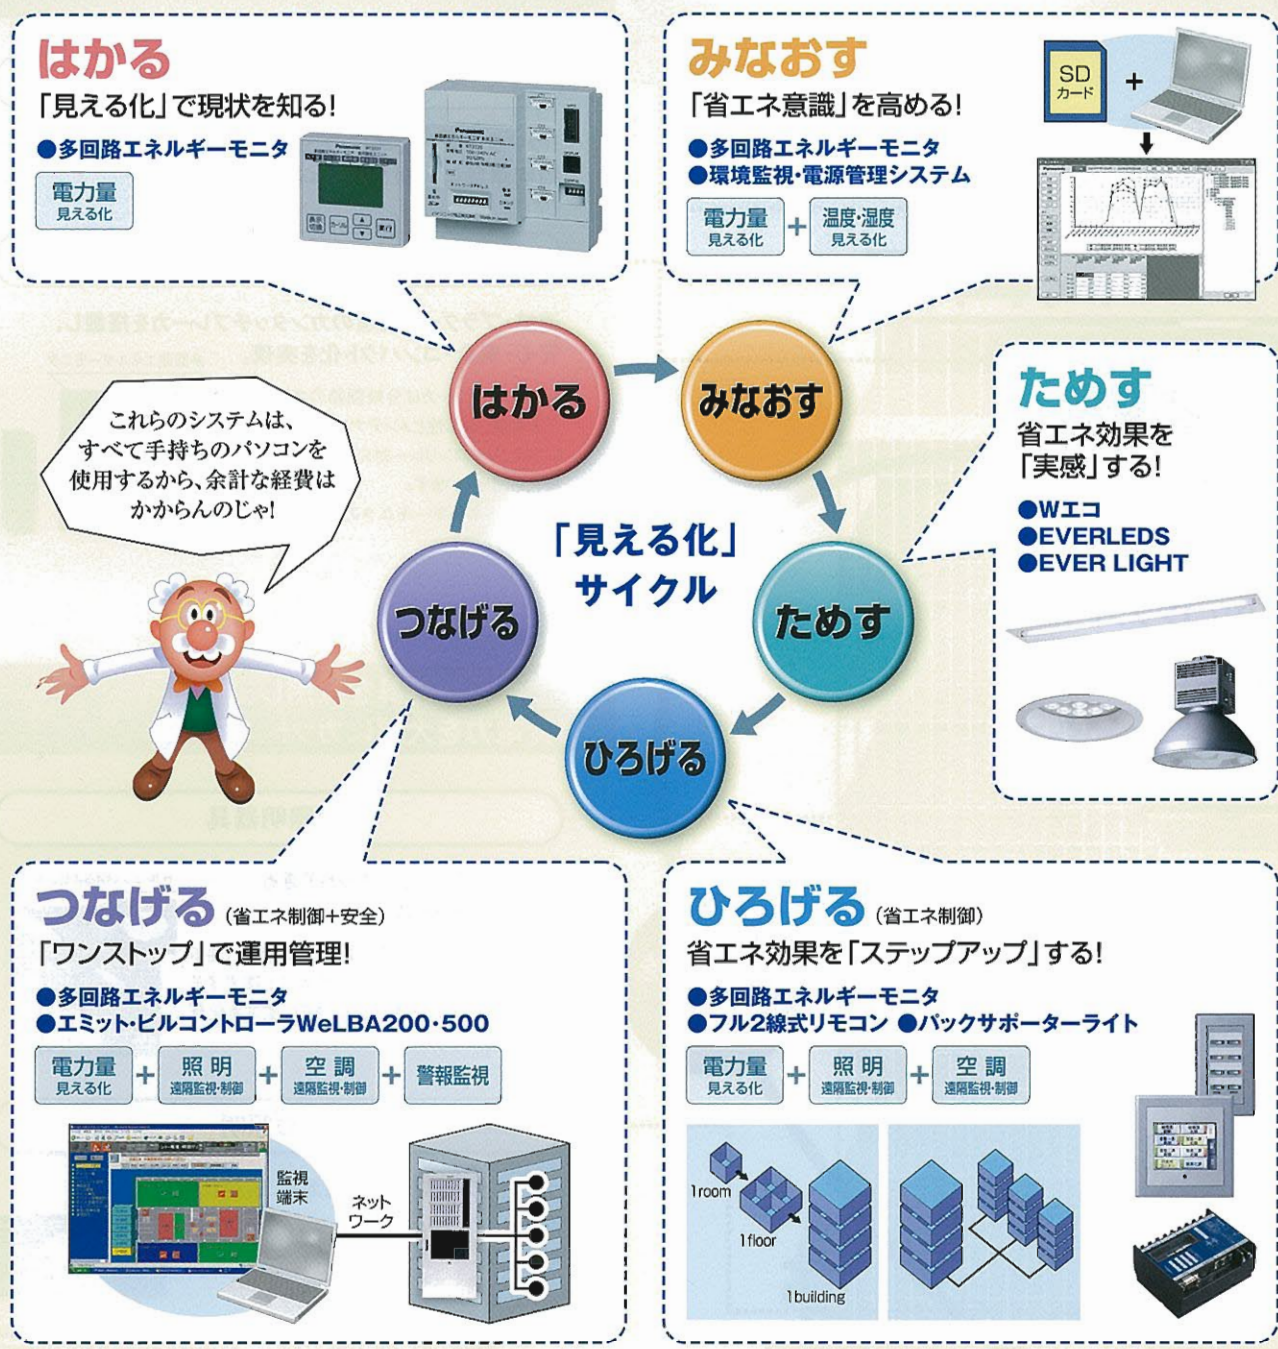 はかる
「見える化」で現状を知る!
●多回路エネルギーモニタ
電力量
見える化
Panasonic
Panasonic
表示
切換
カーソル
実行
みなおす
「省エネ意識」を高める!
●多回路エネルギーモニタ
●環境監視・電源管理システム
電力量
見える化
+
温度・湿度
見える化
SD
カード
+
Panasonic
はかる
みなおす
ためす
省エネ効果を
「実感」する!
●Wエコ
●EVERLEDS
●EVER LIGHT
これらのシステムは、
すべて手持ちのパソコンを
使用するから、余計な経費は
かからんのじゃ!
「見える化」
サイクル
つなげる
ためす
ひろげる
つなげる(省エネ制御+安全)
「ワンストップ」で運用管理!
●多回路エネルギーモニタ
●エミット・ビルコントローラWeLBA200・500
電力量
見える化
+
照明
遠隔監視・制御
+
空調
遠隔監視・制御
+
警報監視
監視
端末
ネット
ワーク
ひろげる(省エネ制御)
省エネ効果を「ステップアップ」する!
●多回路エネルギーモニタ
●フル2線式リモコン ●パックサポーターライト
電力量
見える化
+
照明
遠隔監視・制御
+
空調
遠隔監視・制御
1room
1floor
1building